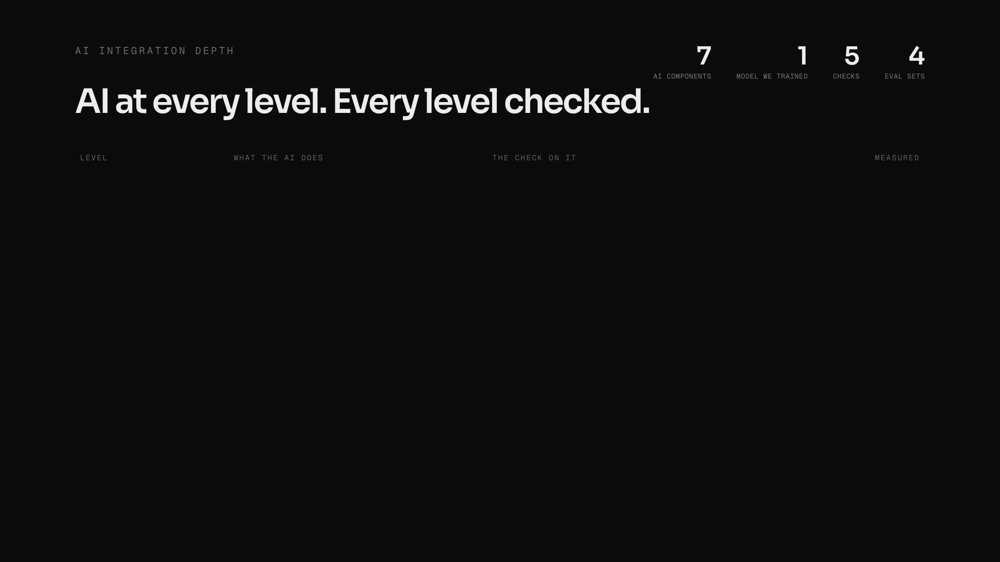 AI INTEGRATION DEPTH
7
AI COMPONENTS
1
MODEL WE TRAINED
5
CHECKS
4
EVAL SETS
AI at every level. Every level checked.
LEVEL
WHAT THE AI DOES
THE CHECK ON IT
MEASURED